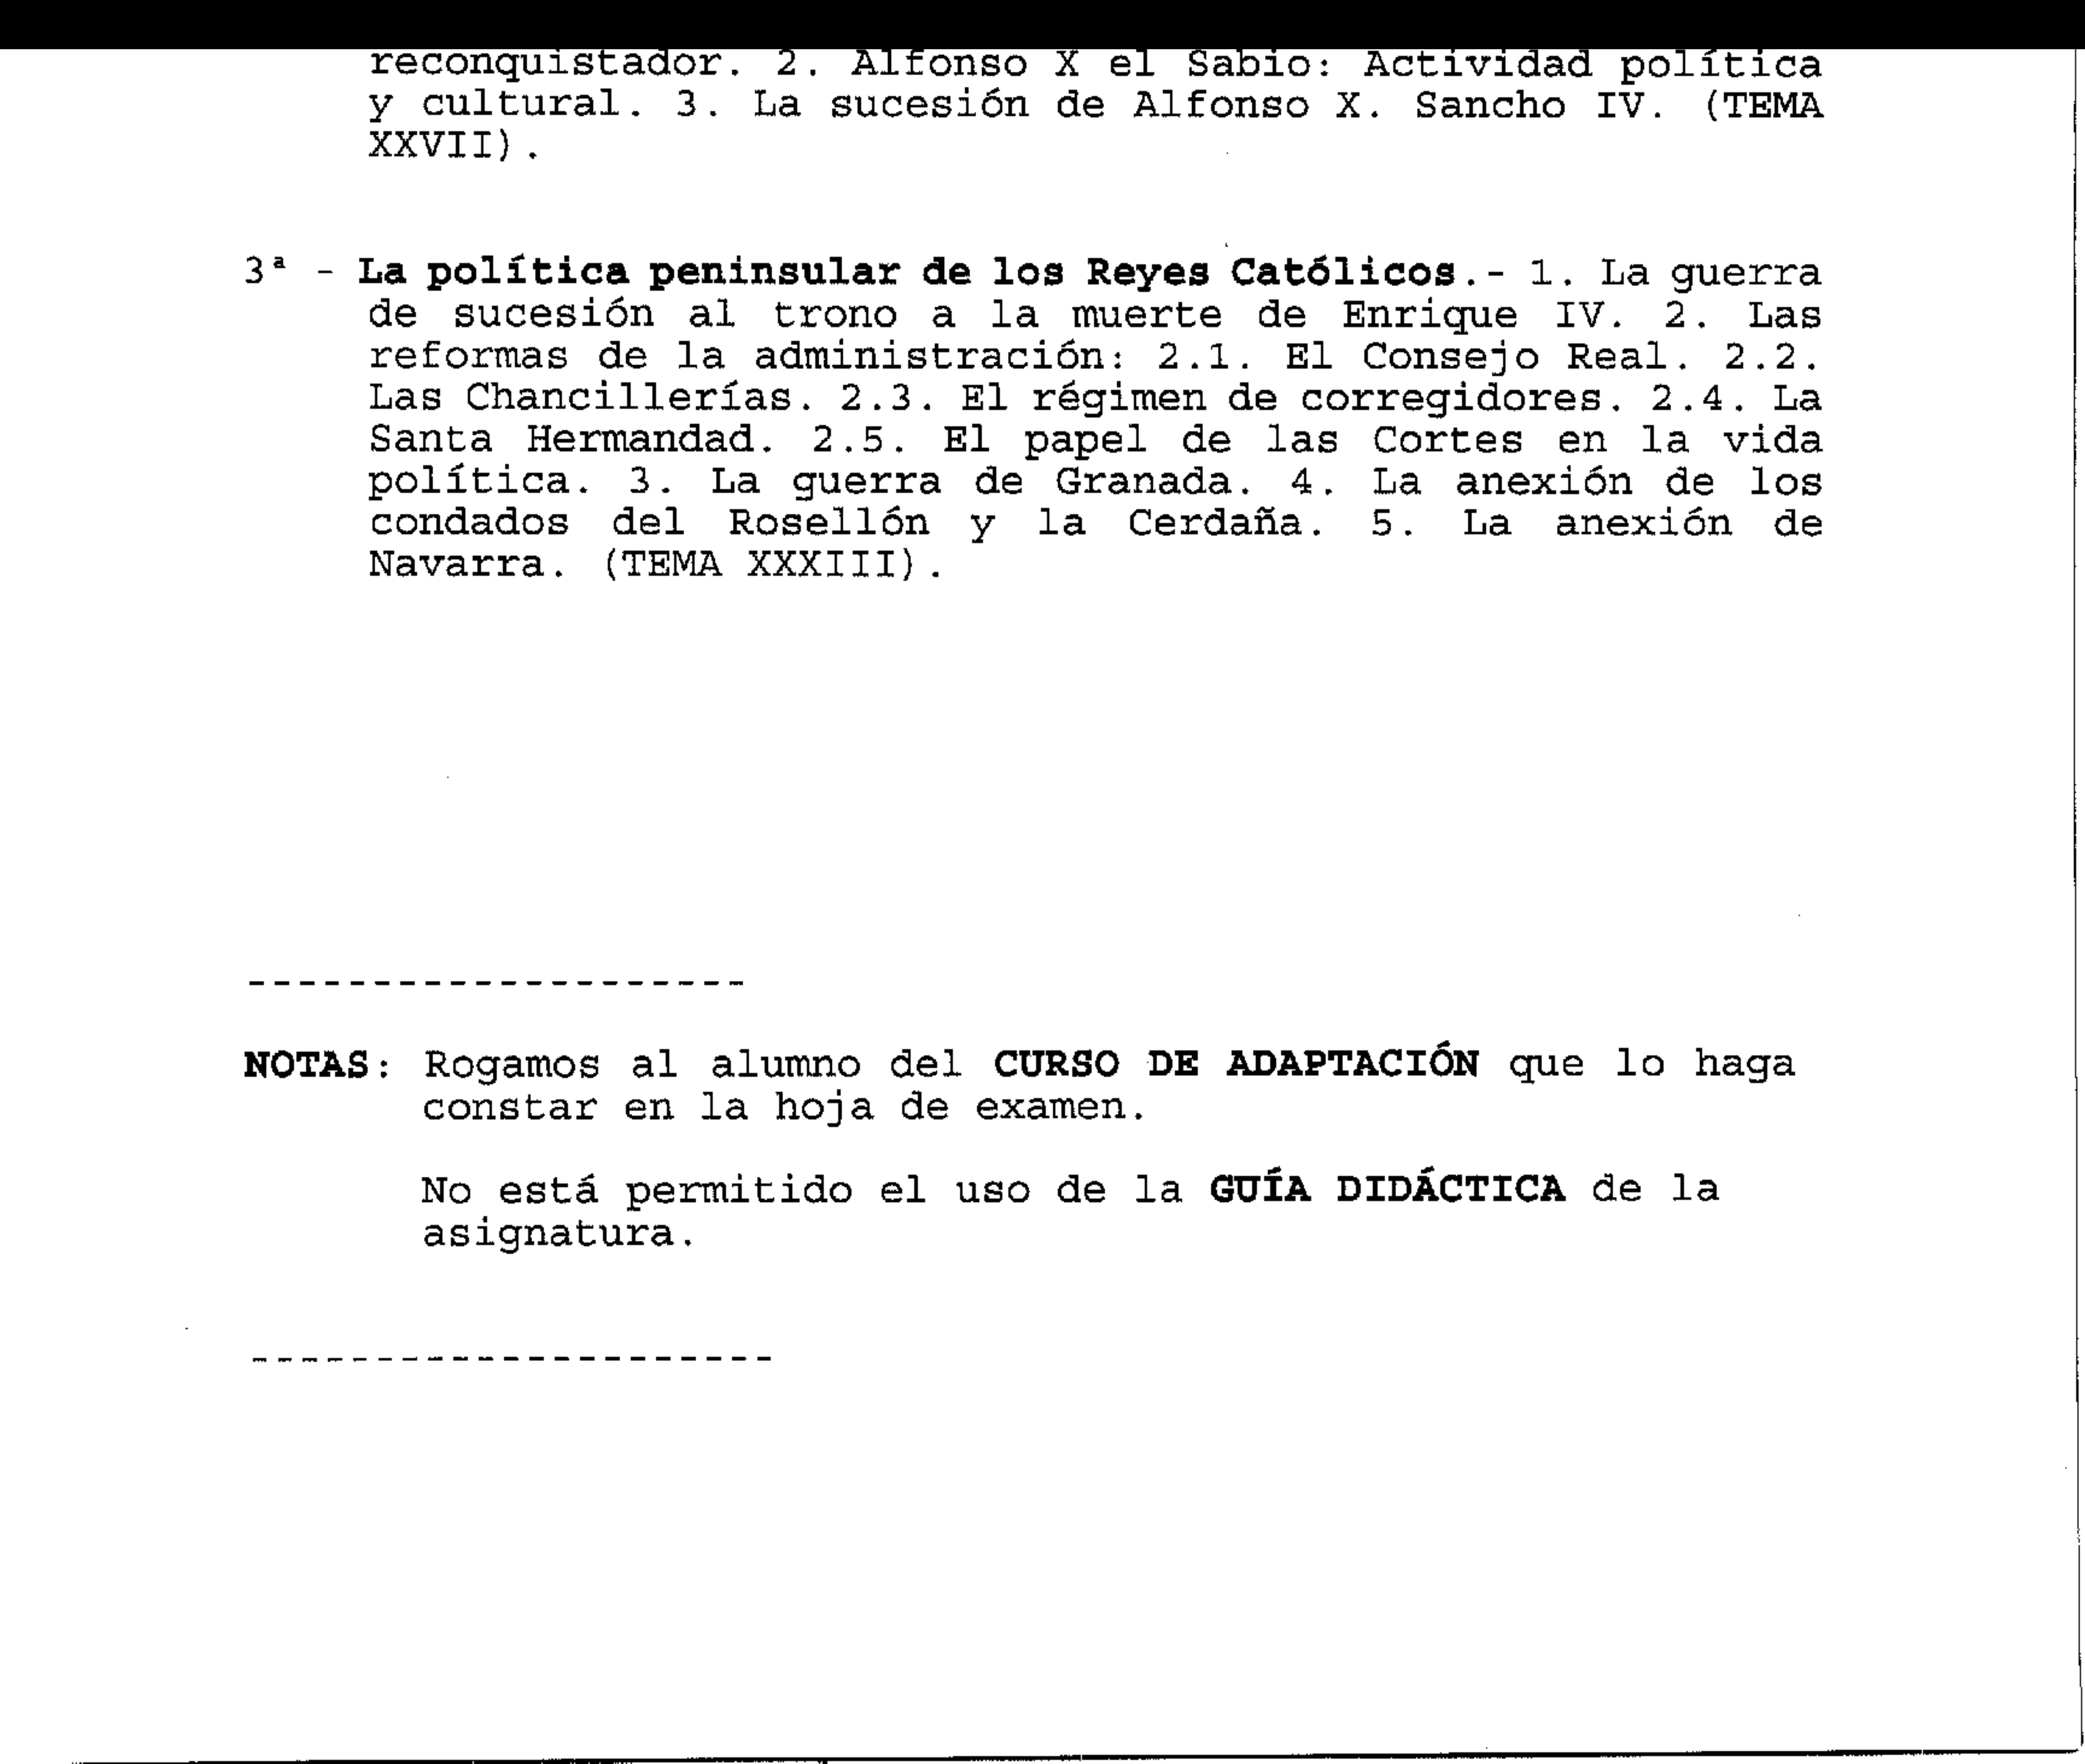 reconquistador. 2. Alfonso X el Sabio: Actividad política
y cultural. 3. La sucesión de Alfonso X. Sancho IV. (TEMA
XXVII).
3ª - La política peninsular de los Reyes Católicos.- 1. La guerra
de sucesión al trono a la muerte de Enrique IV. 2. Las
reformas de la administración: 2.1. El Consejo Real. 2.2.
Las Chancillerías. 2.3. El régimen de corregidores. 2.4. La
Santa Hermandad. 2.5. El papel de las Cortes en la vida
política. 3. La guerra de Granada. 4. La anexión de los
condados del Rosellón y la Cerdaña. 5. La anexión de
Navarra. (TEMA XXXIII).
--------------------
NOTAS: Rogamos al alumno del CURSO DE ADAPTACIÓN que lo haga
constar en la hoja de examen.
No está permitido el uso de la GUÍA DIDÁCTICA de la
asignatura.
---------------------